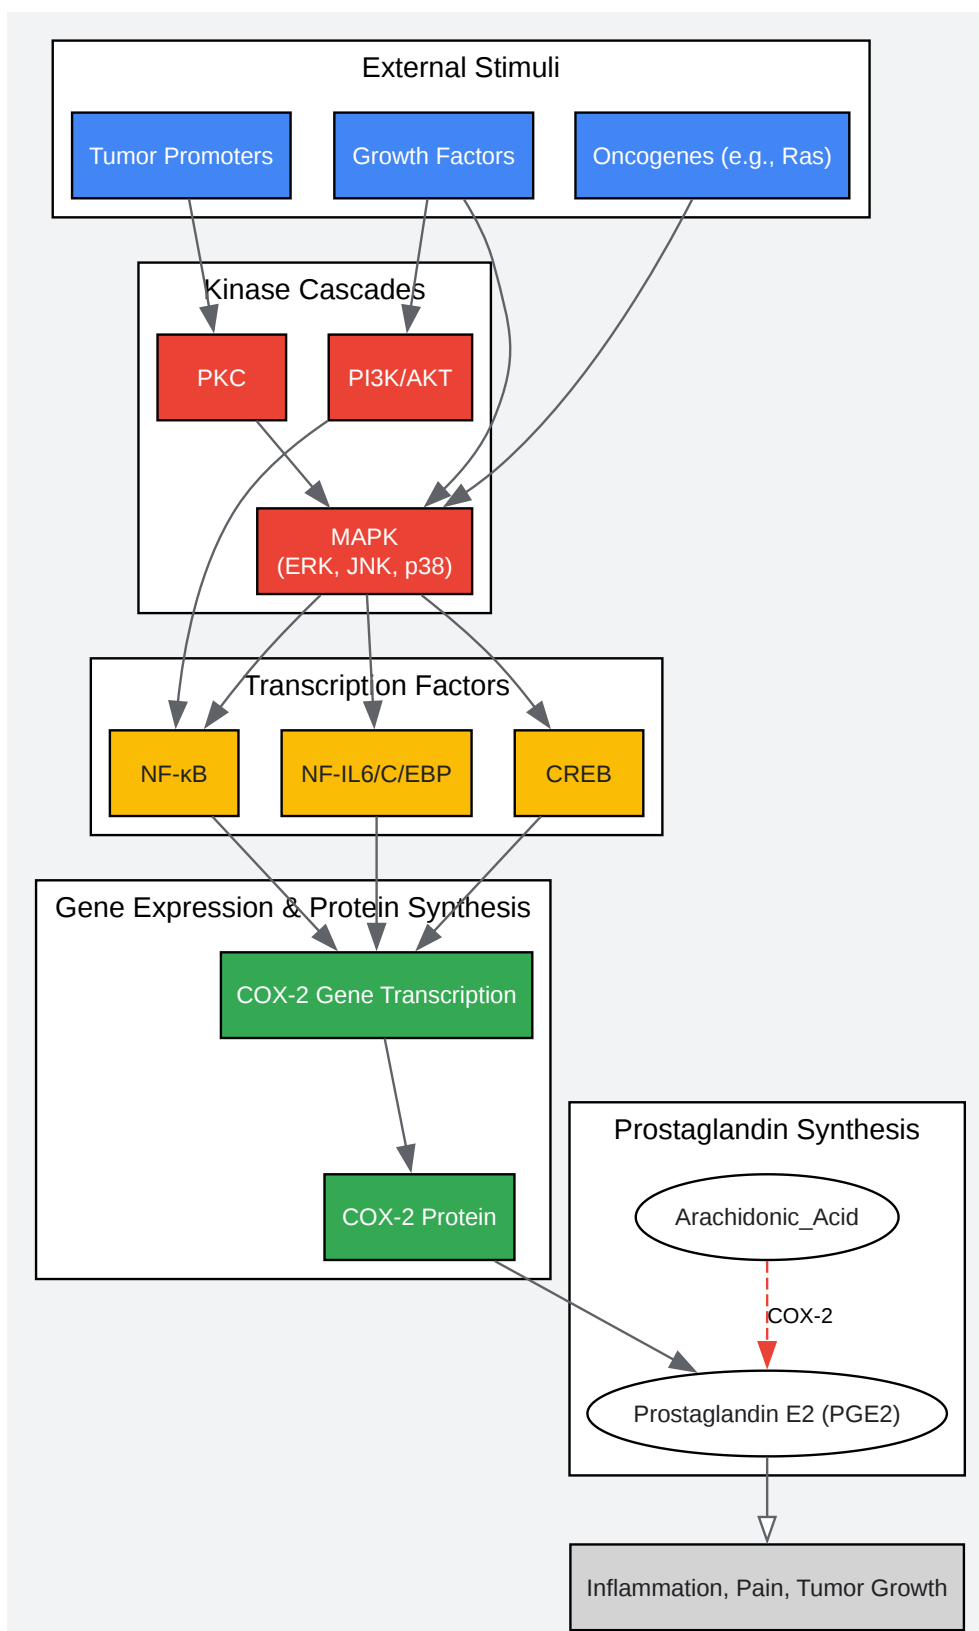 External Stimuli
Tumor Promoters
Growth Factors
Oncogenes (e.g., Ras)
Kinase Cascades
PKC
PI3K/AKT
MAPK
(ERK, JNK, p38)
Transcription Factors
NF-κB
NF-IL6/C/EBP
CREB
Gene Expression & Protein Synthesis
COX-2 Gene Transcription
COX-2 Protein
Prostaglandin Synthesis
Arachidonic_Acid
COX-2
Prostaglandin E2 (PGE2)
Inflammation, Pain, Tumor Growth